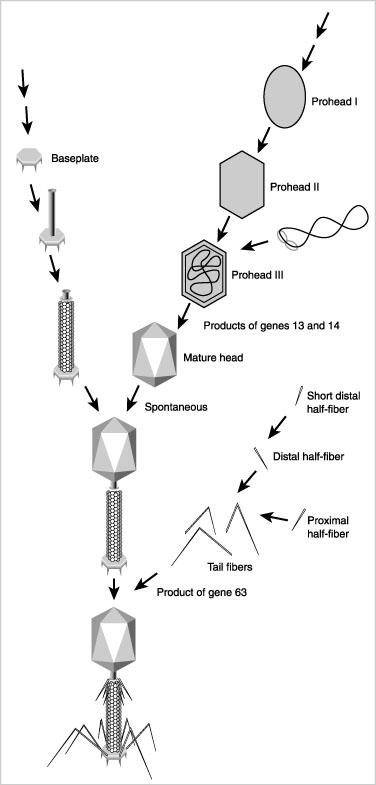 Prohead I
Baseplate
Prohead II
Prohead III
Products of genes 13 and 14
Mature head
Spontaneous
Short distal
half-fiber
Distal half-fiber
Proximal
half-fiber
Tail fibers
Product of gene 63